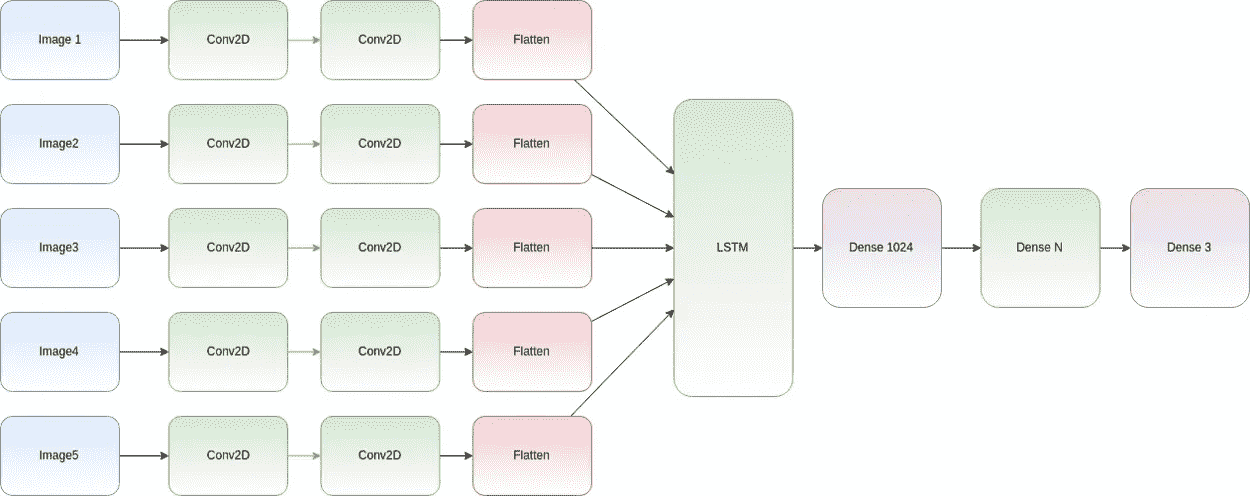 Image 1
Conv2D
Conv2D
Flatten
Image2
Conv2D
Conv2D
Flatten
Image3
Conv2D
Conv2D
Flatten
LSTM
Dense 1024
Dense N
Dense 3
Image4
Conv2D
Conv2D
Flatten
Image5
Conv2D
Conv2D
Flatten